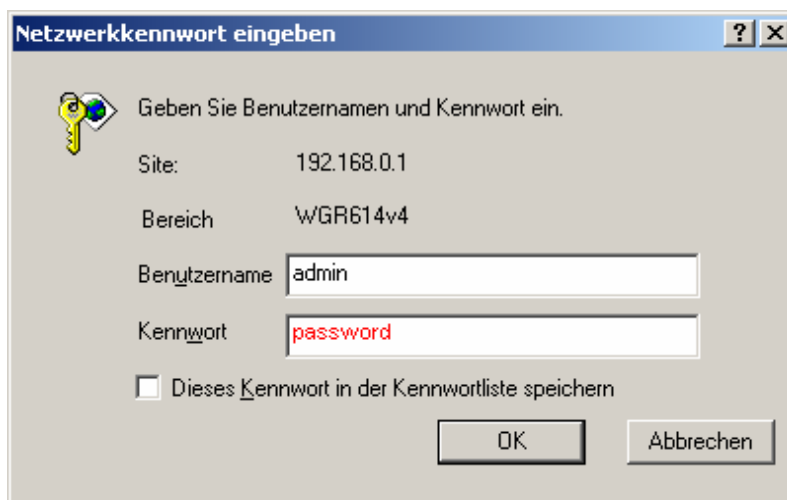 Netzwerkkennwort eingeben
Geben Sie Benutzernamen und Kennwort ein.
Site: 192.168.0.1
Bereich WGR614v4
Benutzername admin
Kennwort password
Dieses Kennwort in der Kennwortliste speichern
OK Abbrechen